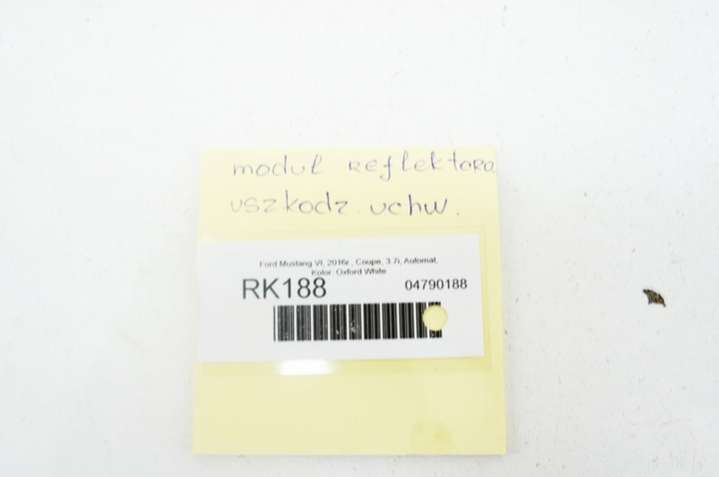 moduł reflektora
uszkodz. uchw.
Ford Mustang VI, 2016r., Coupe, 3.7i, Automat,
Kolor: Oxford White
RK188 04790188